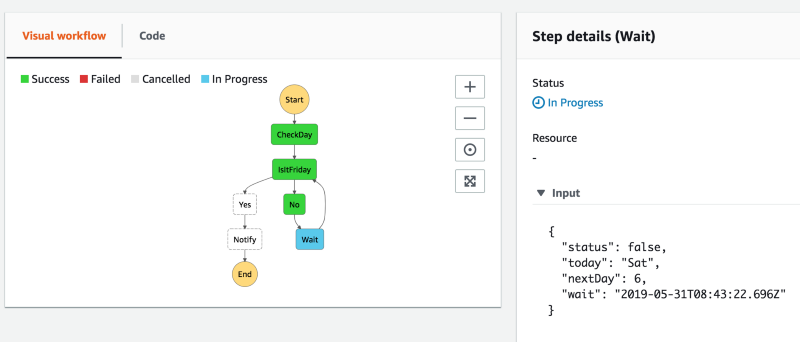 Visual workflow Code
Success Failed Cancelled In Progress
Start
CheckDay
IsItFriday
Yes No
Notify Wait
End
Step details (Wait)
Status
In Progress
Resource
-
Input
{
"status": false,
"today": "Sat",
"nextDay": 6,
"wait": "2019-05-31T08:43:22.696Z"
}